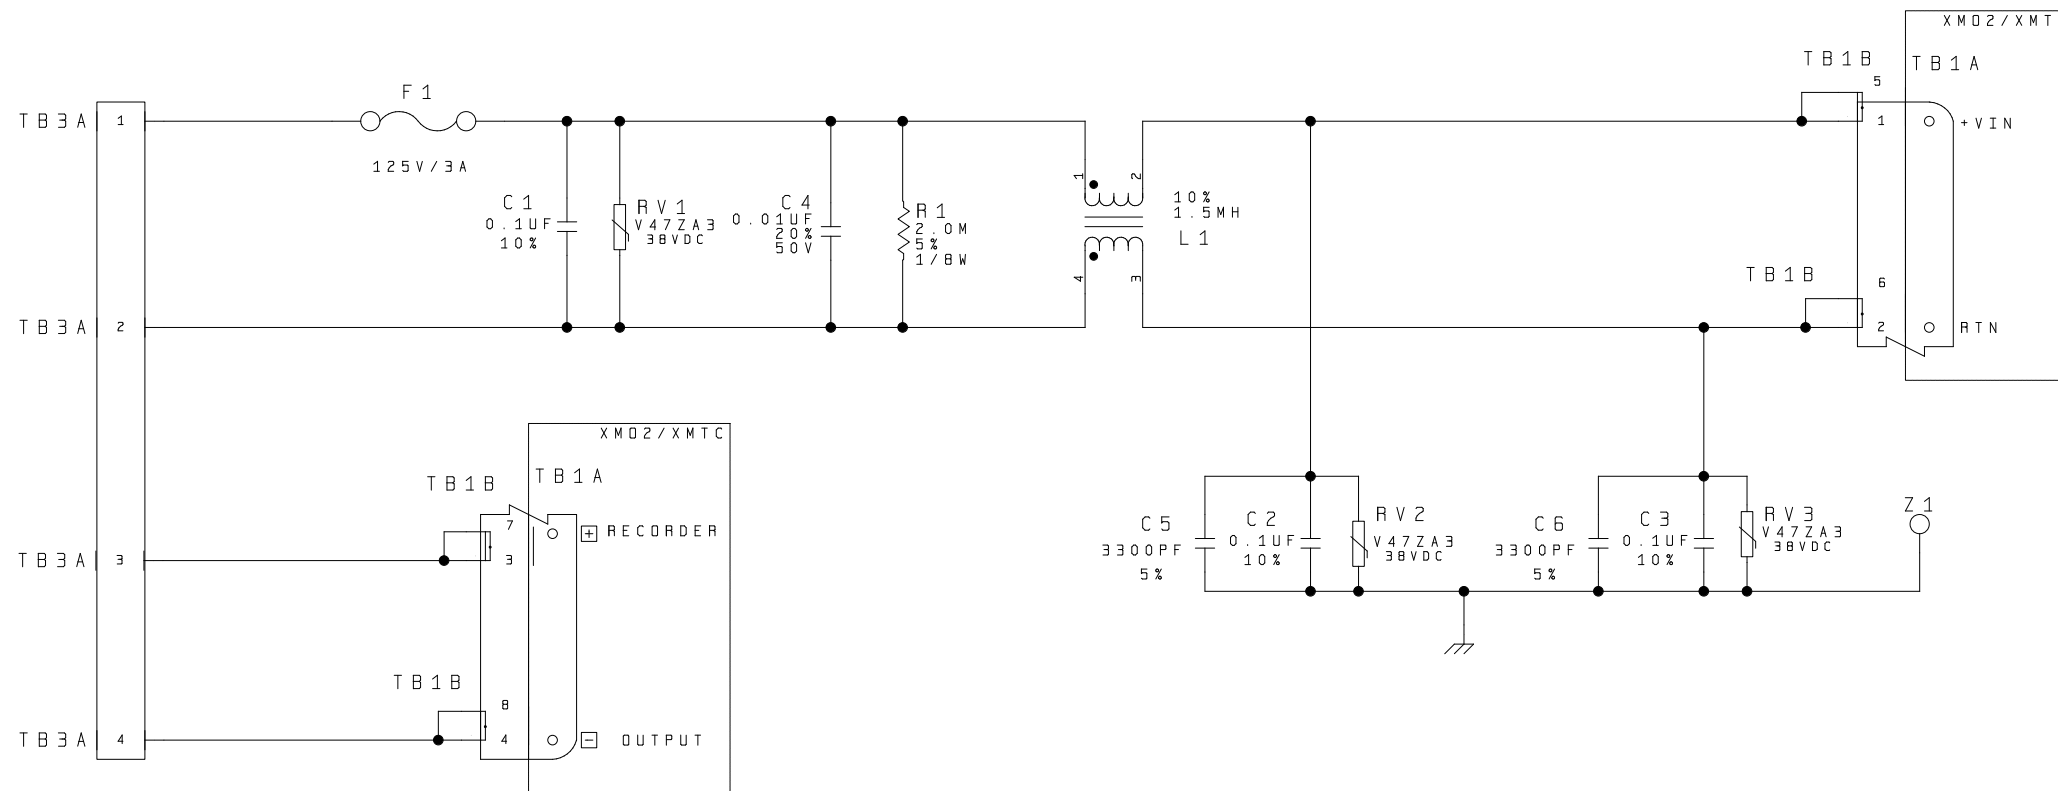 XMO2/XMT
TB1B
5
TB1A
F1
TB3A
1
1
+VIN
125V/3A
1
2
C1
0.1UF
10%
RV1
V47ZA3
38VDC
C4
0.01UF
20%
50V
R1
2.0M
5%
1/8W
10%
1.5MH
L1
4
3
TB1B
6
TB3A
2
2
RTN
XMO2/XMTC
TB1B
TB1A
7
+
RECORDER
TB3A
3
3
C5
3300PF
5%
C2
0.1UF
10%
RV2
V47ZA3
38VDC
C6
3300PF
5%
C3
0.1UF
10%
RV3
V47ZA3
38VDC
Z1
TB1B
8
TB3A
4
4
-
OUTPUT